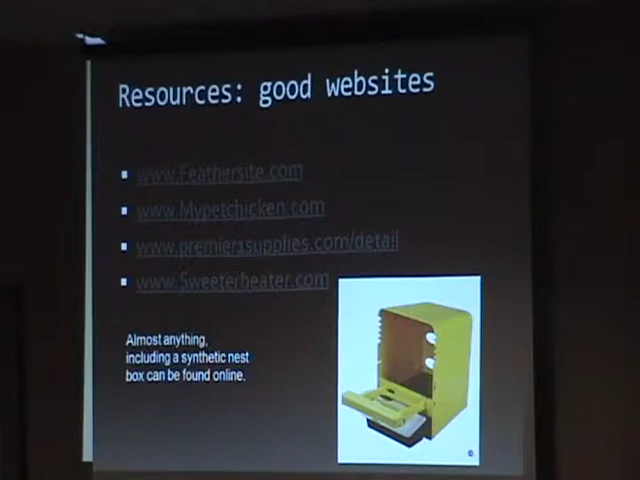 Resources: good websites
www.Feathersite.com
www.Mypetchicken.com
www.premier1supplies.com/detail
www.Sweeterheater.com
Almost anything,
including a synthetic nest
box can be found online.